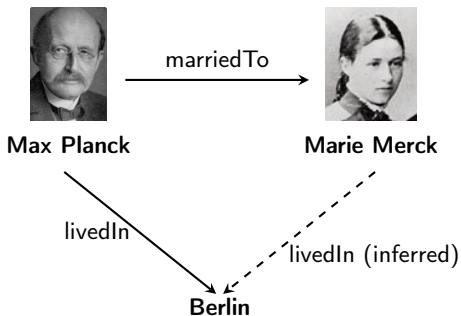 marriedTo
Max Planck
Marie Merck
livedIn
livedIn (inferred)
Berlin